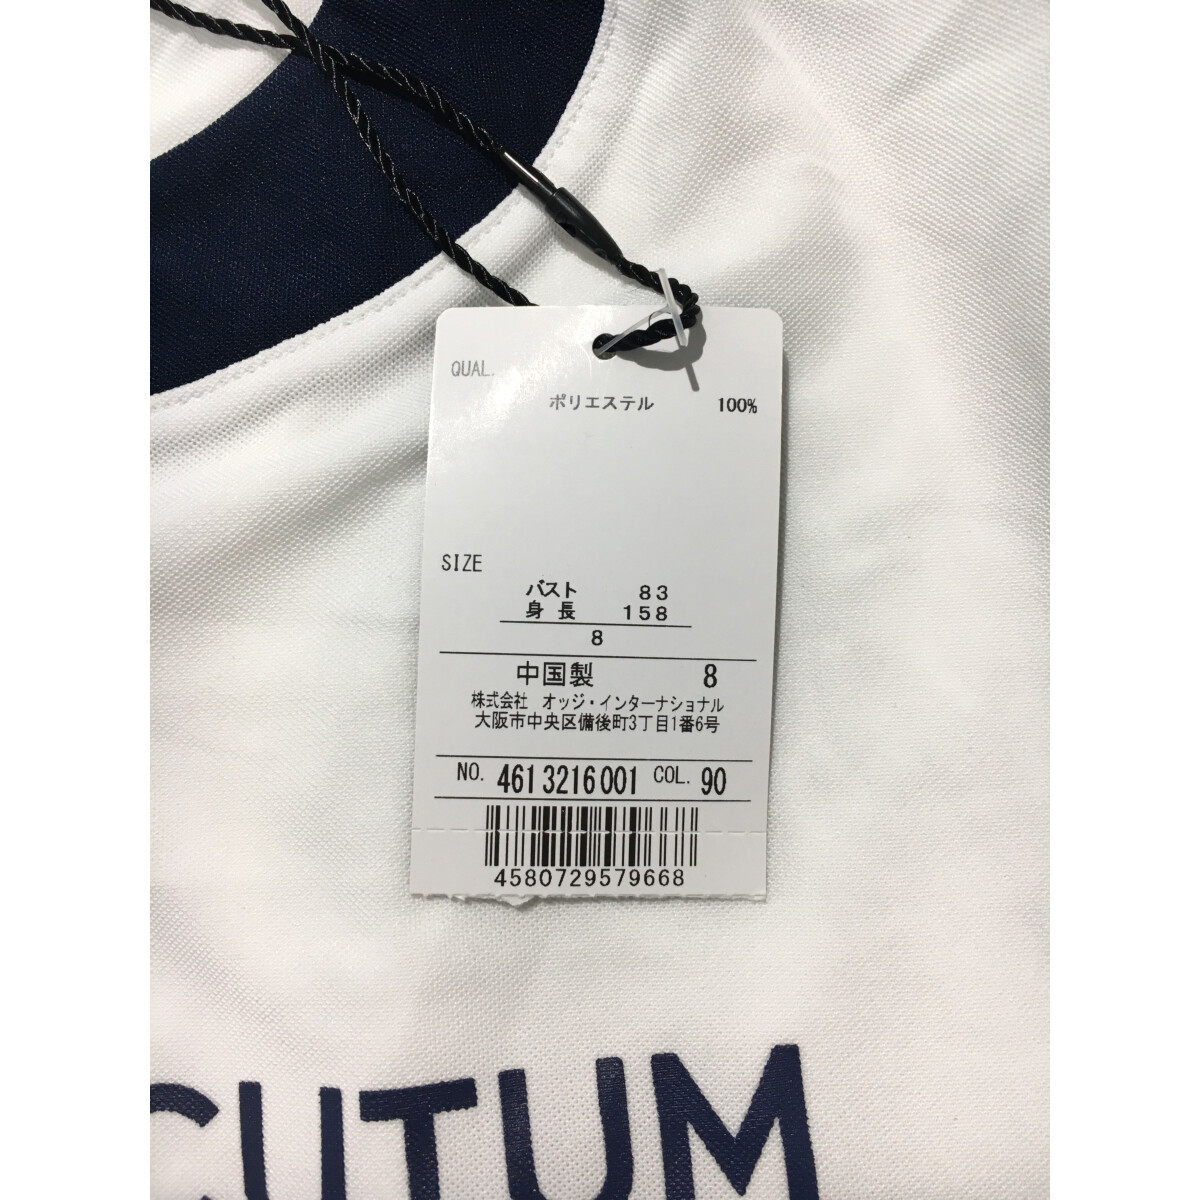 QUAL.
ポリエステル 100%
SIZE
バスト 83
身長 158
8
中国製 8
株式会社 オッジ・インターナショナル
大阪市中央区備後町3丁目1番6号
NO. 4613216001 COL. 90
4580729579668
CUTUM